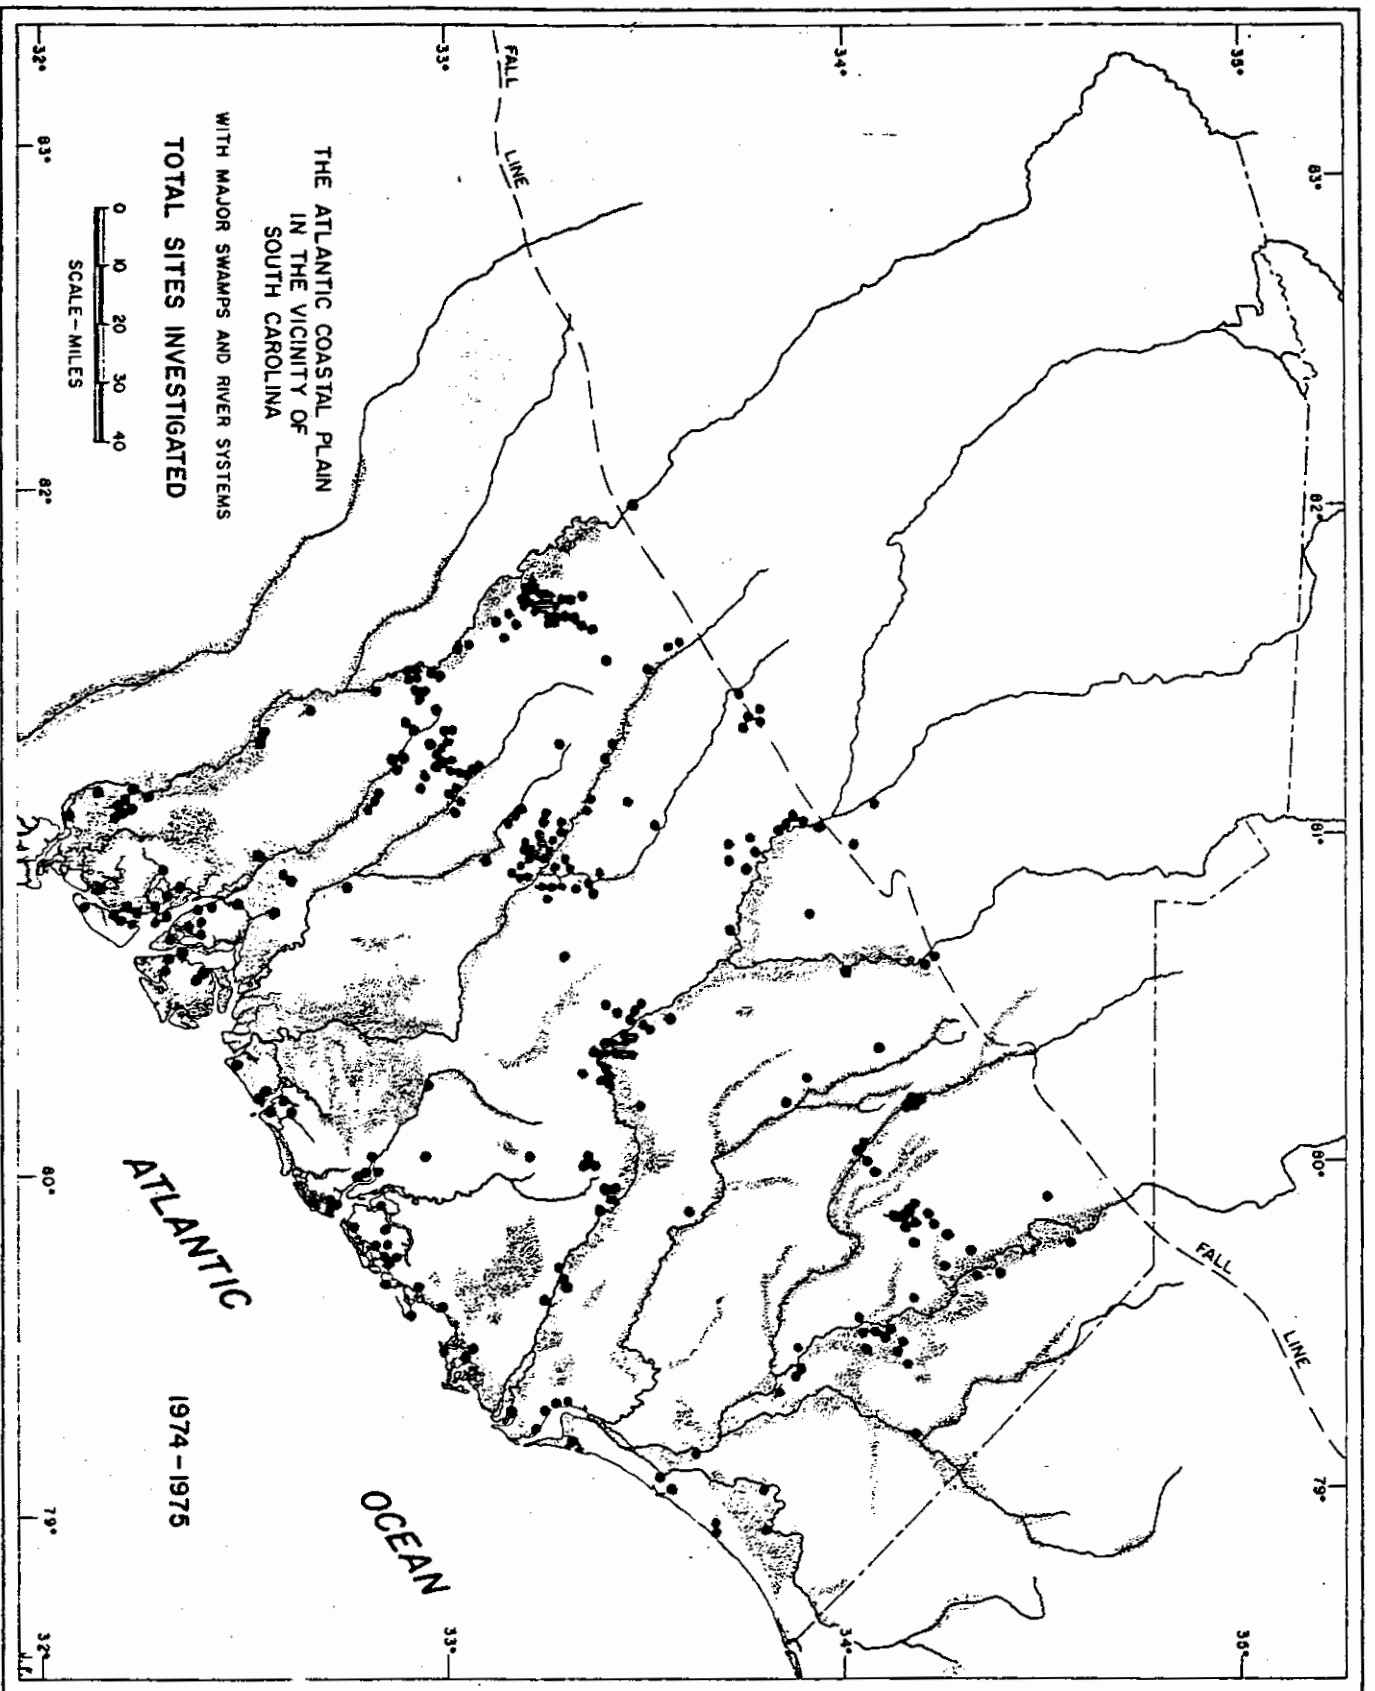 THE ATLANTIC COASTAL PLAIN
IN THE VICINITY OF
SOUTH CAROLINA
WITH MAJOR SWAMPS AND RIVER SYSTEMS
TOTAL SITES INVESTIGATED
0 10 20 30 40
SCALE-MILES
FALL LINE
FALL LINE
ATLANTIC
OCEAN
1974-1975
83° 82° 81° 80° 79°
35° 34° 33° 32°
35° 34° 33° 32°
83° 82° 80° 79°